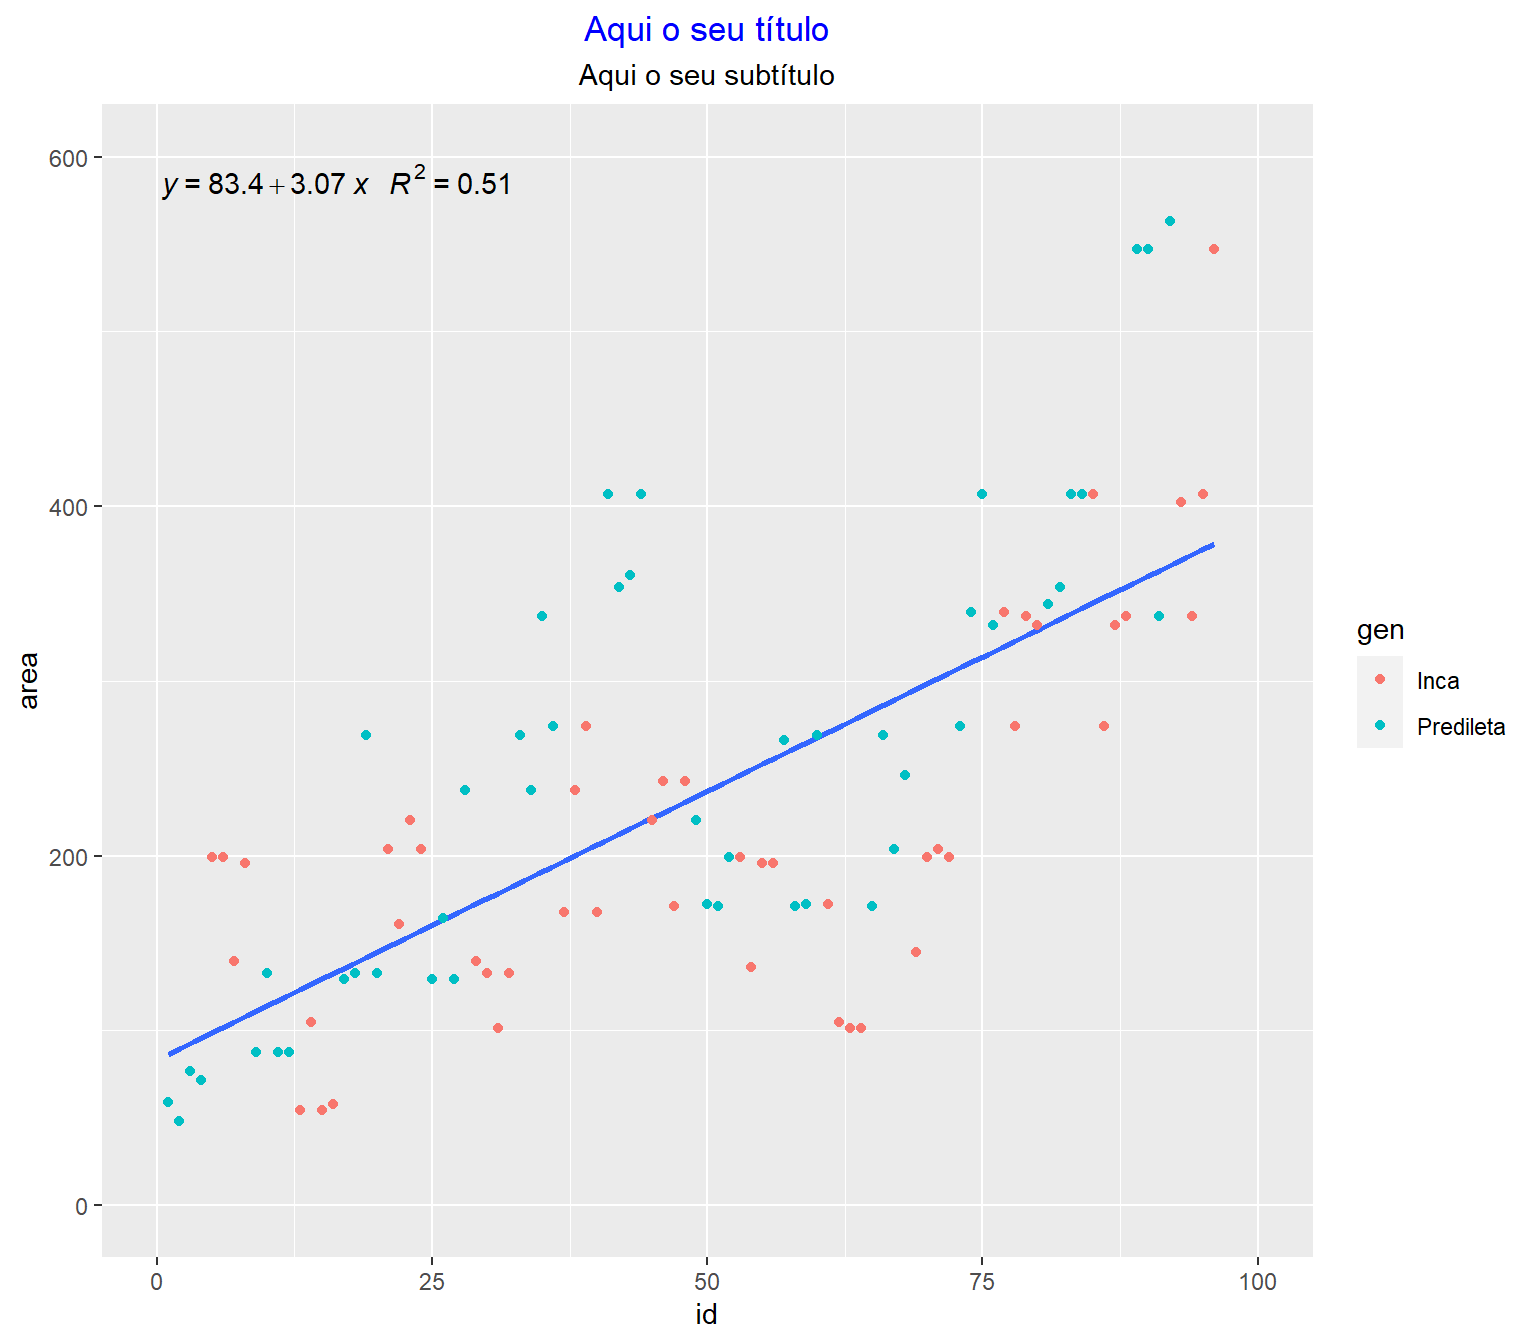 Aqui o seu título
Aqui o seu subtítulo
y = 83.4 + 3.07 x R² = 0.51
600
400
200
0
area
0 25 50 75 100
id
gen
Inca
Predileta